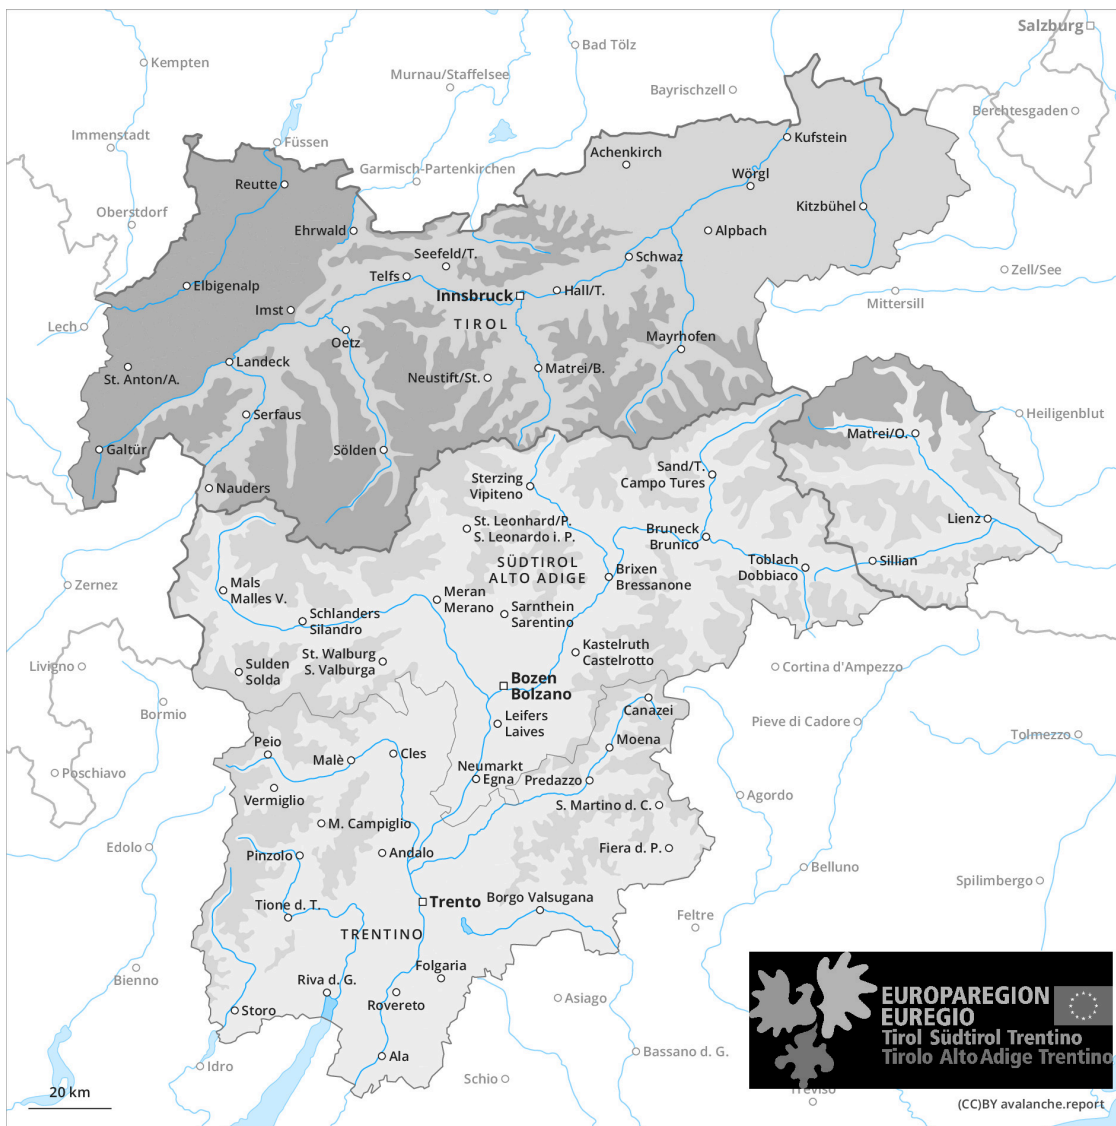 Salzburg
Bad Tölz
Kempten
Murnau/Staffelsee
Bayrischzell
Berchtesgaden
Immenstadt
Füssen
Kufstein
Achenkirch
Garmisch-Partenkirchen
Wörgl
Reutte
Oberstdorf
Kitzbühel
Ehrwald
Alpbach
Seefeld/T.
Schwaz
Zell/See
Telfs
Elbigenalp
Hall/T.
Innsbruck
Mittersill
Imst
TIROL
Lech
Oetz
Mayrhofen
Landeck
Matrei/B.
St. Anton/A.
Neustift/St.
Serfaus
Heiligenblut
Matrei/O.
Galtür
Sölden
Sand/T.
Campo Tures
Sterzing
Vipiteno
Nauders
Lienz
St. Leonhard/P.
S. Leonardo i. P.
Bruneck
Brunico
SÜDTIROL
ALTO ADIGE
Toblach
Dobbiaco
Sillian
Brixen
Bressanone
Zernez
Mals
Malles V.
Meran
Merano
Schlanders
Silandro
Sarnthein
Sarentino
Kastelruth
Castelrotto
St. Walburg
S. Valburga
Livigno
Sulden
Solda
Cortina d'Ampezzo
Bozen
Bolzano
Bormio
Canazei
Leifers
Laives
Pieve di Cadore
Tolmezzo
Peio
Moena
Malè
Cles
Poschiavo
Neumarkt
Egna
Predazzo
Vermiglio
Agordo
S. Martino d. C.
M. Campiglio
Edolo
Pinzolo
Andalo
Fiera d. P.
Belluno
Spilimbergo
Borgo Valsugana
Trento
Tione d. T.
Feltre
TRENTINO
Folgaria
Bienno
Riva d. G.
Rovereto
Asiago
Storo
EUROPAREGION
EUREGIO
Tirol Südtirol Trentino
Tirolo Alto Adige Trentino
Ala
Bassano d. G.
Idro
Schio
Treviso
20 km
(CC)BY avalanche.report